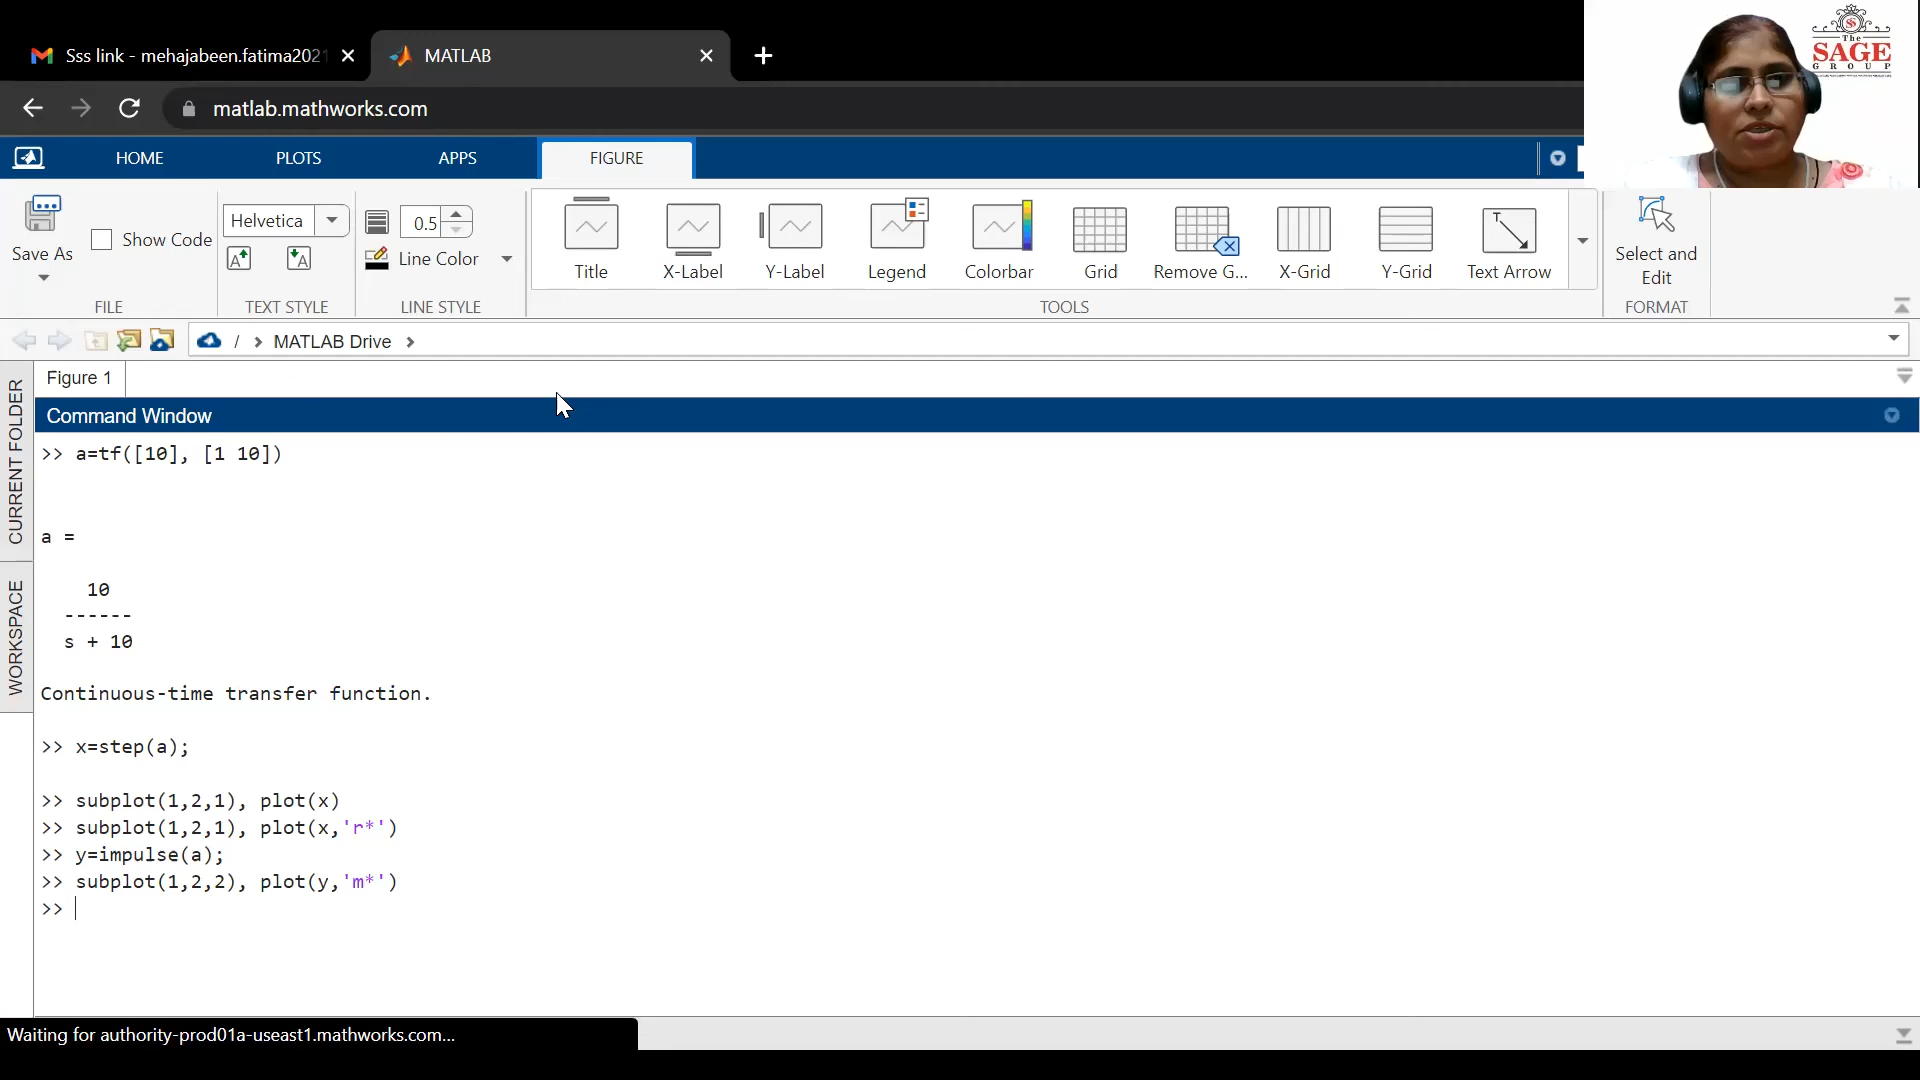 Sss link - mehajabeen.fatima2021
MATLAB
The
SAGE
GROUP
matlab.mathworks.com
HOME
PLOTS
APPS
FIGURE
Save As
Show Code
Helvetica
0.5
Line Color
Title
X-Label
Y-Label
Legend
Colorbar
Grid
Remove G...
X-Grid
Y-Grid
Text Arrow
Select and
Edit
FILE
TEXT STYLE
LINE STYLE
TOOLS
FORMAT
/ > MATLAB Drive >
CURRENT FOLDER
WORKSPACE
Figure 1
Command Window
>> a=tf([10], [1 10])
a =
10
------
s + 10
Continuous-time transfer function.
>> x=step(a);
>> subplot(1,2,1), plot(x)
>> subplot(1,2,1), plot(x,'r*')
>> y=impulse(a);
>> subplot(1,2,2), plot(y,'m*')
>>
Waiting for authority-prod01a-useast1.mathworks.com...